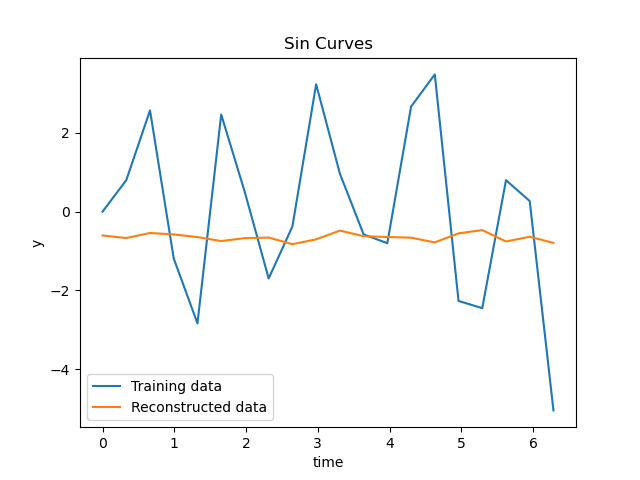 Sin Curves
y
2
0
−2
−4
Training data
Reconstructed data
0 1 2 3 4 5 6
time